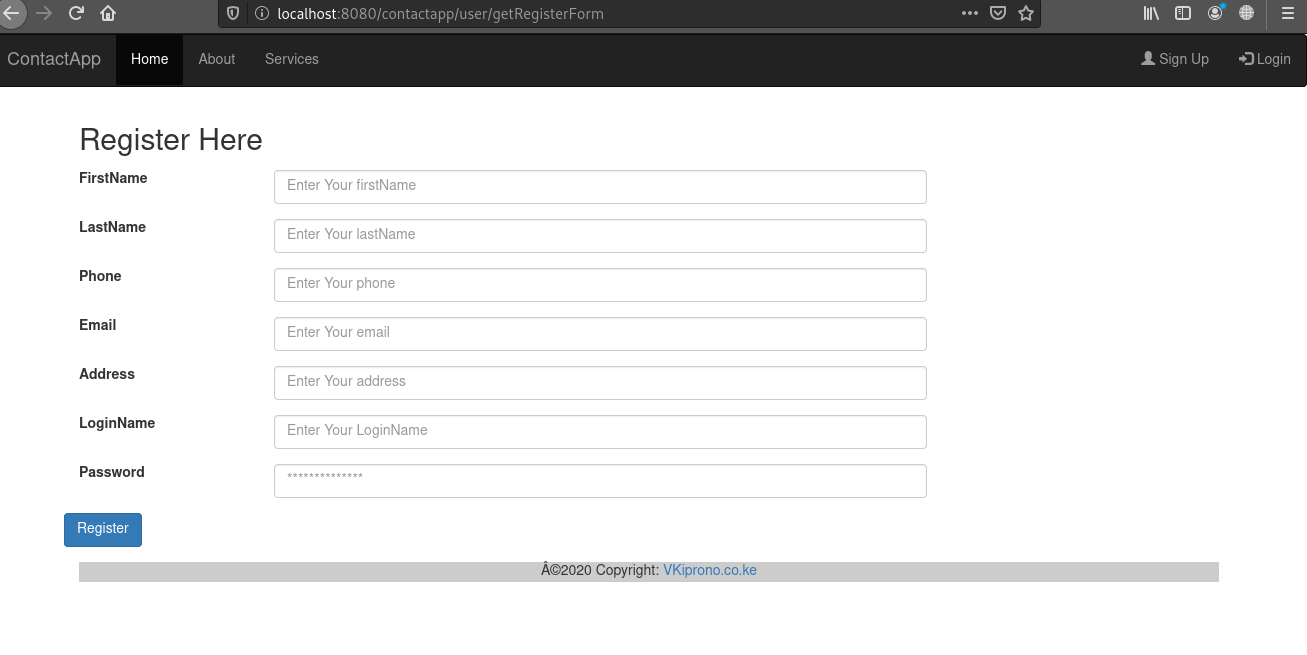 localhost:8080/contactapp/user/getRegisterForm
ContactApp Home About Services Sign Up Login
Register Here
FirstName Enter Your firstName
LastName Enter Your lastName
Phone Enter Your phone
Email Enter Your email
Address Enter Your address
LoginName Enter Your LoginName
Password **************
Register
Â©2020 Copyright: VKiprono.co.ke